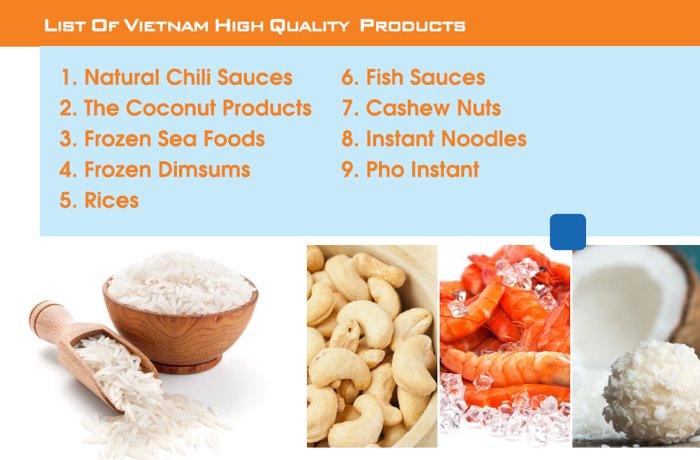 List Of Vietnam High Quality Products
1. Natural Chili Sauces
2. The Coconut Products
3. Frozen Sea Foods
4. Frozen Dimsums
5. Rices
6. Fish Sauces
7. Cashew Nuts
8. Instant Noodles
9. Pho Instant